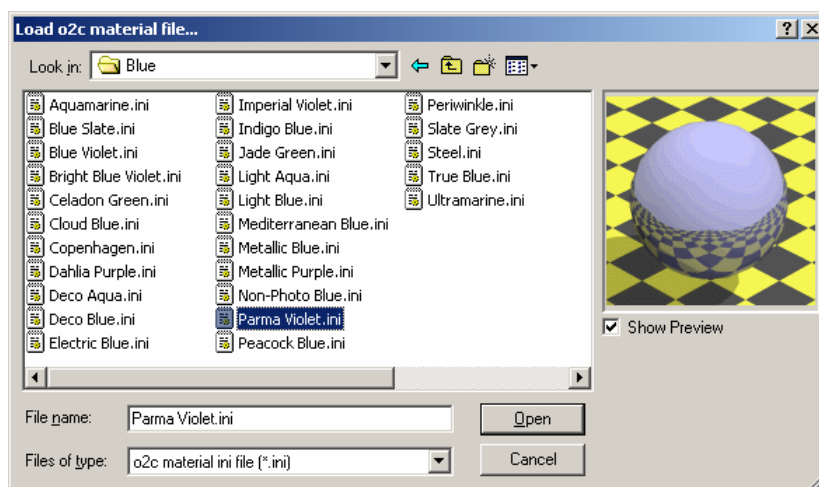 Load o2c material file...
Look in: Blue
Aquamarine.ini
Blue Slate.ini
Blue Violet.ini
Bright Blue Violet.ini
Celadon Green.ini
Cloud Blue.ini
Copenhagen.ini
Dahlia Purple.ini
Deco Aqua.ini
Deco Blue.ini
Electric Blue.ini
Imperial Violet.ini
Indigo Blue.ini
Jade Green.ini
Light Aqua.ini
Light Blue.ini
Mediterranean Blue.ini
Metallic Blue.ini
Metallic Purple.ini
Non-Photo Blue.ini
Parma Violet.ini
Peacock Blue.ini
Periwinkle.ini
Slate Grey.ini
Steel.ini
True Blue.ini
Ultramarine.ini
Show Preview
File name: Parma Violet.ini
Open
Files of type: o2c material ini file (*.ini)
Cancel